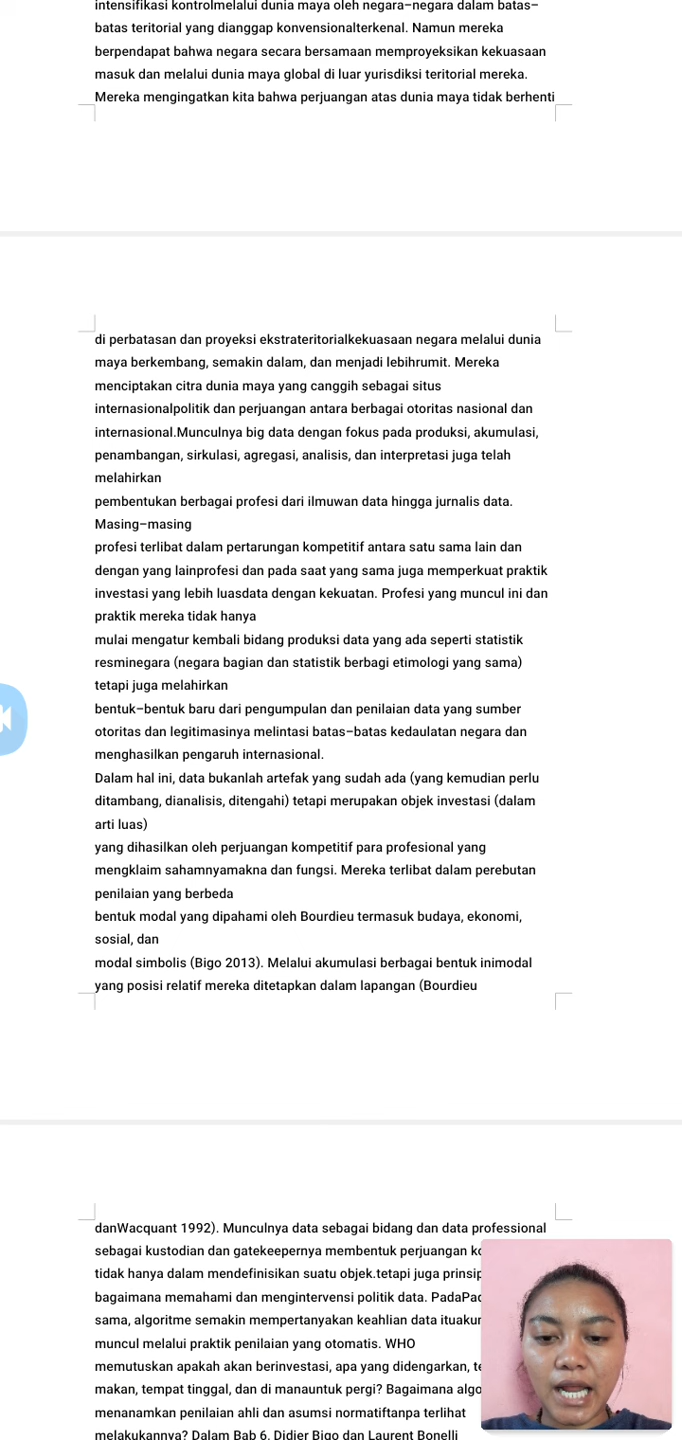 intensifikasi kontrolmelalui dunia maya oleh negara–negara dalam batas–
batas teritorial yang dianggap konvensionalterkenal. Namun mereka
berpendapat bahwa negara secara bersamaan memproyeksikan kekuasaan
masuk dan melalui dunia maya global di luar yurisdiksi teritorial mereka.
Mereka mengingatkan kita bahwa perjuangan atas dunia maya tidak berhenti
di perbatasan dan proyeksi ekstrateritorialkekuasaan negara melalui dunia
maya berkembang, semakin dalam, dan menjadi lebihrumit. Mereka
menciptakan citra dunia maya yang canggih sebagai situs
internasionalpolitik dan perjuangan antara berbagai otoritas nasional dan
internasional.Munculnya big data dengan fokus pada produksi, akumulasi,
penambangan, sirkulasi, agregasi, analisis, dan interpretasi juga telah
melahirkan
pembentukan berbagai profesi dari ilmuwan data hingga jurnalis data.
Masing–masing
profesi terlibat dalam pertarungan kompetitif antara satu sama lain dan
dengan yang lainprofesi dan pada saat yang sama juga memperkuat praktik
investasi yang lebih luasdata dengan kekuatan. Profesi yang muncul ini dan
praktik mereka tidak hanya
mulai mengatur kembali bidang produksi data yang ada seperti statistik
resminegara (negara bagian dan statistik berbagi etimologi yang sama)
tetapi juga melahirkan
bentuk–bentuk baru dari pengumpulan dan penilaian data yang sumber
otoritas dan legitimasinya melintasi batas–batas kedaulatan negara dan
menghasilkan pengaruh internasional.
Dalam hal ini, data bukanlah artefak yang sudah ada (yang kemudian perlu
ditambang, dianalisis, ditengahi) tetapi merupakan objek investasi (dalam
arti luas)
yang dihasilkan oleh perjuangan kompetitif para profesional yang
mengklaim sahamnyamakna dan fungsi. Mereka terlibat dalam perebutan
penilaian yang berbeda
bentuk modal yang dipahami oleh Bourdieu termasuk budaya, ekonomi,
sosial, dan
modal simbolis (Bigo 2013). Melalui akumulasi berbagai bentuk inimodal
yang posisi relatif mereka ditetapkan dalam lapangan (Bourdieu
danWacquant 1992). Munculnya data sebagai bidang dan data professional
sebagai kustodian dan gatekeepernya membentuk perjuangan
tidak hanya dalam mendefinisikan suatu objek.tetapi juga
bagaimana memahami dan mengintervensi politik data.
sama, algoritme semakin mempertanyakan keahlian data
muncul melalui praktik penilaian yang otomatis. WHO
memutuskan apakah akan berinvestasi, apa yang didengarkan,
makan, tempat tinggal, dan di manauntuk pergi? Bagaimana
menanamkan penilaian ahli dan asumsi normatiftanpa terlihat
melakukannya? Dalam Bab 6, Didier Bigo dan Laurent Bonelli